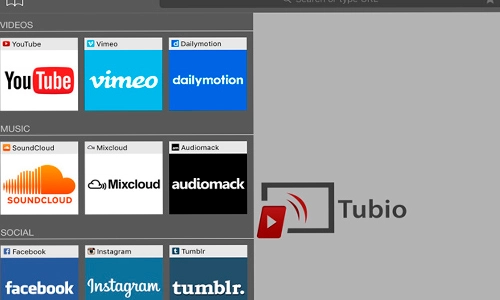 Search or type URL
VIDEOS
YouTube Vimeo Dailymotion
YouTube vimeo dailymotion
MUSIC
SoundCloud Mixcloud Audiomack
SOUNDCLOUD Mixcloud audiomack
Tubio
SOCIAL
Facebook Instagram Tumblr
facebook Instagram tumblr.